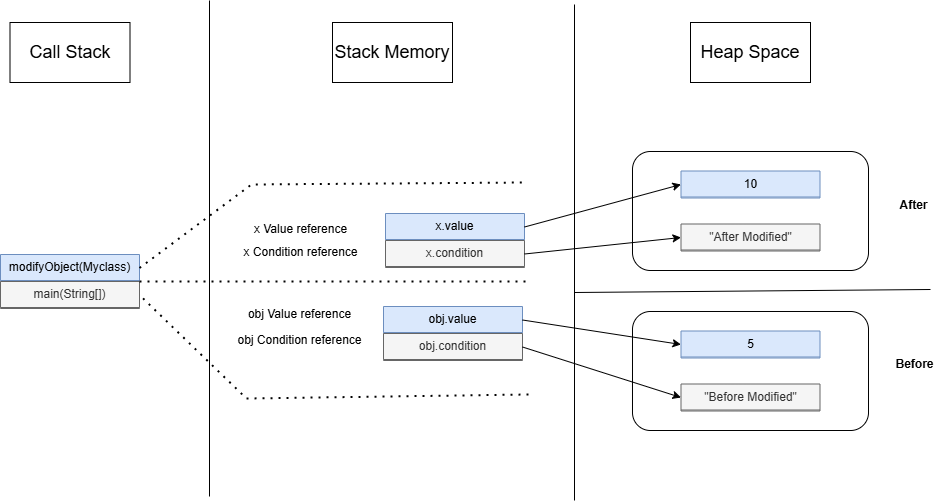 Call Stack
Stack Memory
Heap Space
10
After
"After Modified"
x Value reference
x.value
x Condition reference
x.condition
modifyObject(Myclass)
main(String[])
obj Value reference
obj.value
obj Condition reference
obj.condition
5
Before
"Before Modified"